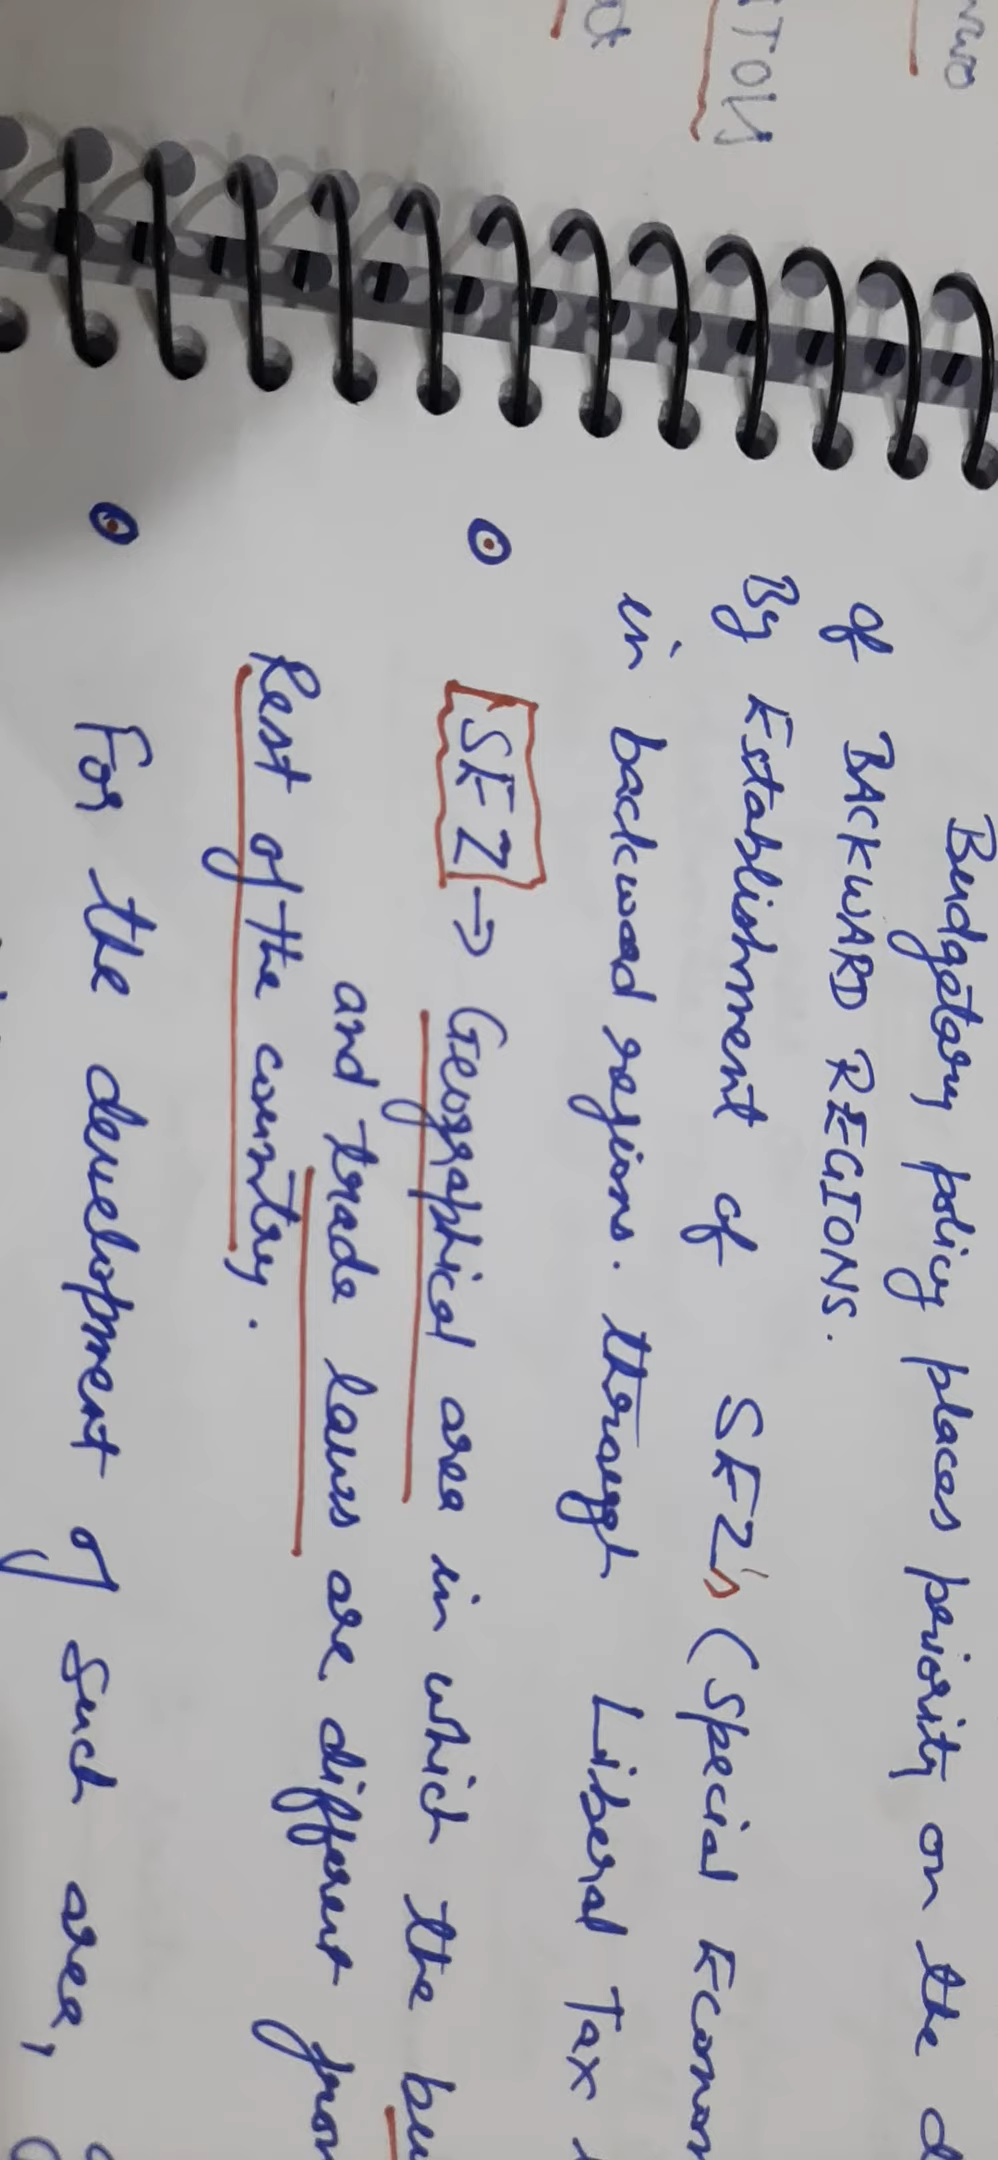 Budgetary policy places priority on the d
of BACKWARD REGIONS.
By Establishment of SEZ's (Special Econom
in backward regions. through Liberal Tax
SEZ → Geographical area in which the bu
and trade laws are different from
Rest of the country.
For the development of such area,